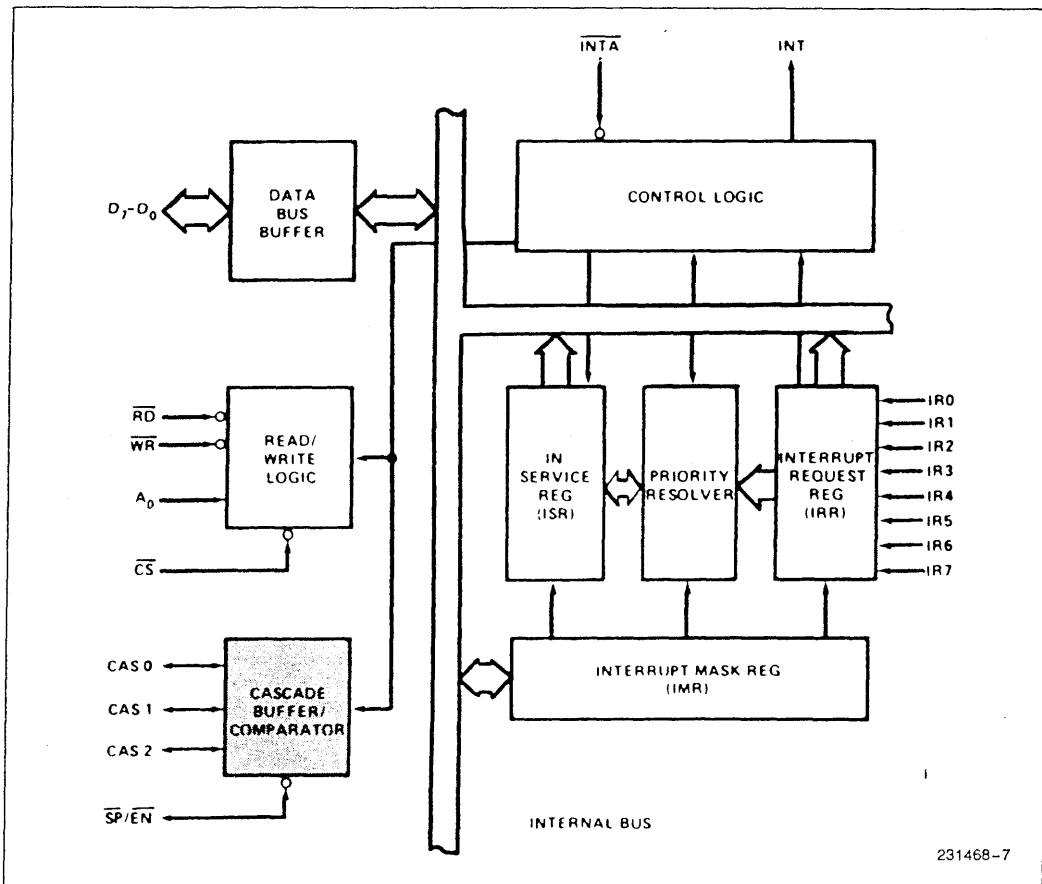 INTA
INT
DATA
BUS
BUFFER
D7-D0
CONTROL LOGIC
RD
WR
A0
CS
READ/
WRITE
LOGIC
IN
SERVICE
REG
(ISR)
PRIORITY
RESOLVER
INTERRUPT
REQUEST
REG
(IRR)
IR0
IR1
IR2
IR3
IR4
IR5
IR6
IR7
CAS 0
CAS 1
CAS 2
CASCADE
BUFFER/
COMPARATOR
SP/EN
INTERRUPT MASK REG
(IMR)
INTERNAL BUS
231468-7